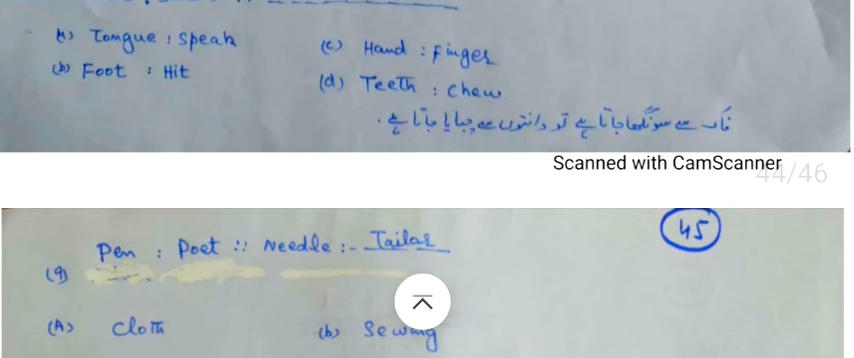 (a) Tongue : Speak
(b) Foot : Hit
(c) Hand : Finger
(d) Teeth : Chew
ناک سے سونگھا جاتا ہے تو دانتوں سے چبایا جاتا ہے ۔
Scanned with CamScanner
44/46
45
(9) Pen : Poet :: Needle :- Tailor
(A) Cloth
(b) Sewing